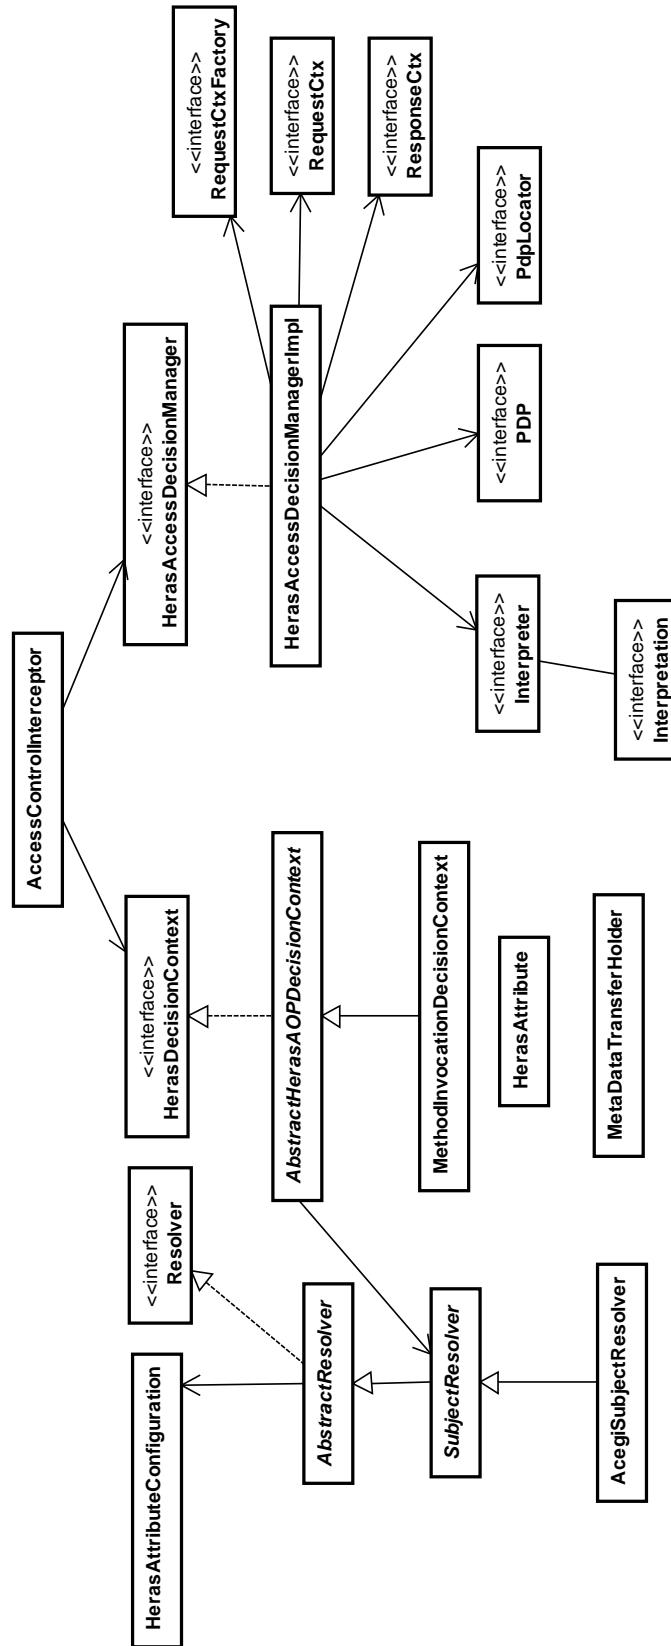 AccessControlInterceptor
HerasAttributeConfiguration
<<interface>>
Resolver
<<interface>>
HerasDecisionContext
<<interface>>
HerasAccessDecisionManager
<<interface>>
RequestCtxFactory
<<interface>>
RequestCtx
<<interface>>
ResponseCtx
AbstractResolver
AbstractHerasAOPDecisionContext
HerasAccessDecisionManagerImpl
SubjectResolver
MethodInvocationDecisionContext
<<interface>>
Interpreter
<<interface>>
PDP
<<interface>>
PdpLocator
HerasAttribute
AcegiSubjectResolver
MetaDataTransferHolder
<<interface>>
Interpretation